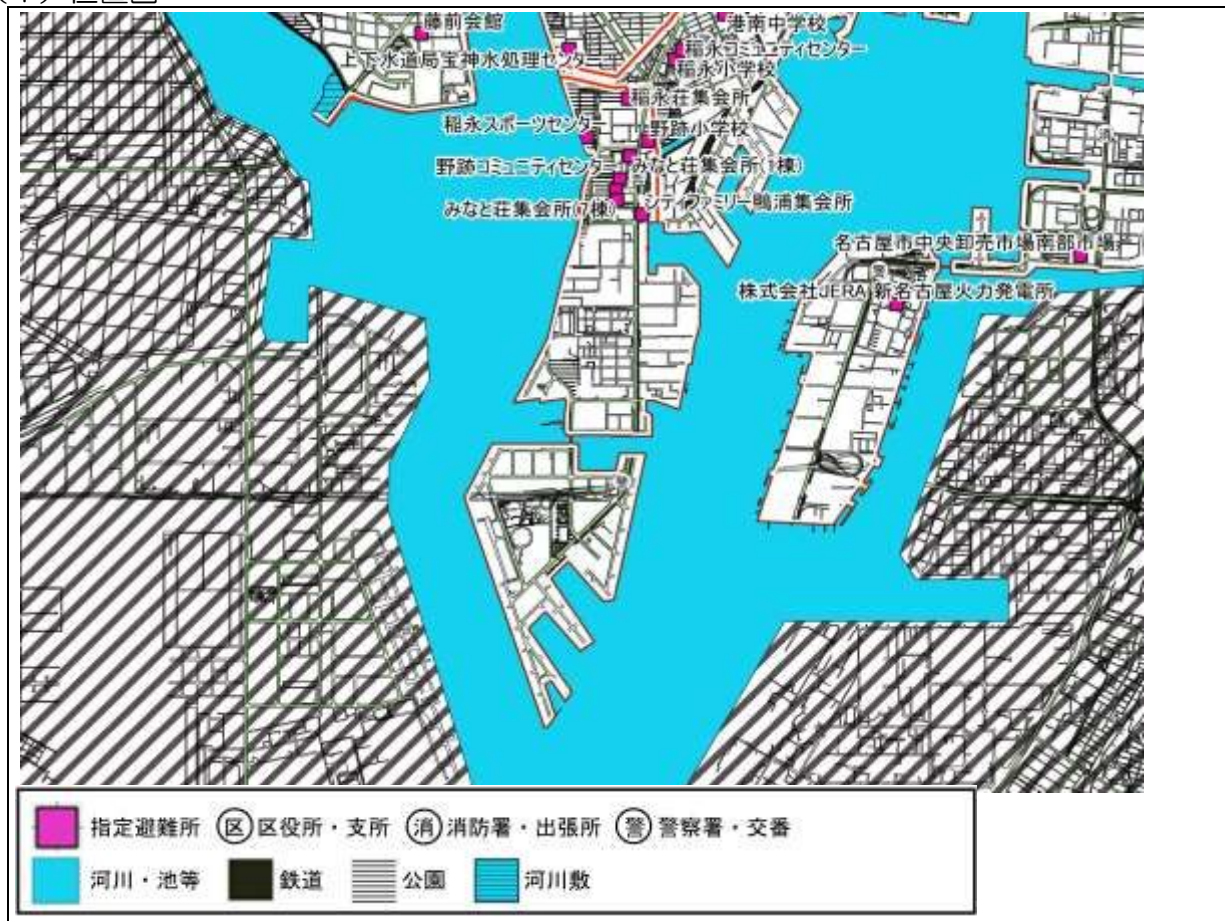 藤前会館
港南中学校
上下水道局宝神水処理センター
稲永コミュニティセンター
稲永小学校
稲永荘集会所
稲永スポーツセンター
野跡小学校
野跡コミュニティセンター
みなと荘集会所(1棟)
みなと荘集会所(7棟)
シティファミリー鴨浦集会所
名古屋市中央卸売市場南部市場
株式会社JERA 新名古屋火力発電所
指定避難所 区 区役所・支所 消 消防署・出張所 警 警察署・交番
河川・池等 鉄道 公園 河川敷